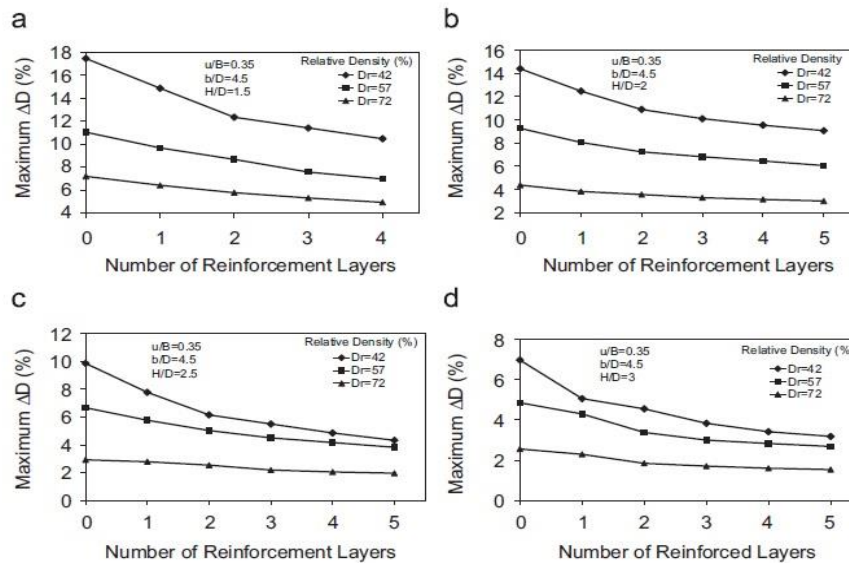 a
Maximum ΔD (%)
18
16
14
12
10
8
6
4
u/B=0.35
b/D=4.5
H/D=1.5
Relative Density (%)
Dr=42
Dr=57
Dr=72
0 1 2 3 4
Number of Reinforcement Layers
b
Maximum ΔD (%)
16
14
12
10
8
6
4
2
u/B=0.35
b/D=4.5
H/D=2
Relative Density
Dr=42
Dr=57
Dr=72
0 1 2 3 4 5
Number of Reinforcement Layers
c
Maximum ΔD (%)
12
10
8
6
4
2
0
u/B=0.35
b/D=4.5
H/D=2.5
Relative Density (%)
Dr=42
Dr=57
Dr=72
0 1 2 3 4 5
Number of Reinforcement Layers
d
Maximum ΔD (%)
8
6
4
2
0
u/B=0.35
b/D=4.5
H/D=3
Relative Density (%
Dr=42
Dr=57
Dr=72
0 1 2 3 4 5
Number of Reinforced Layers